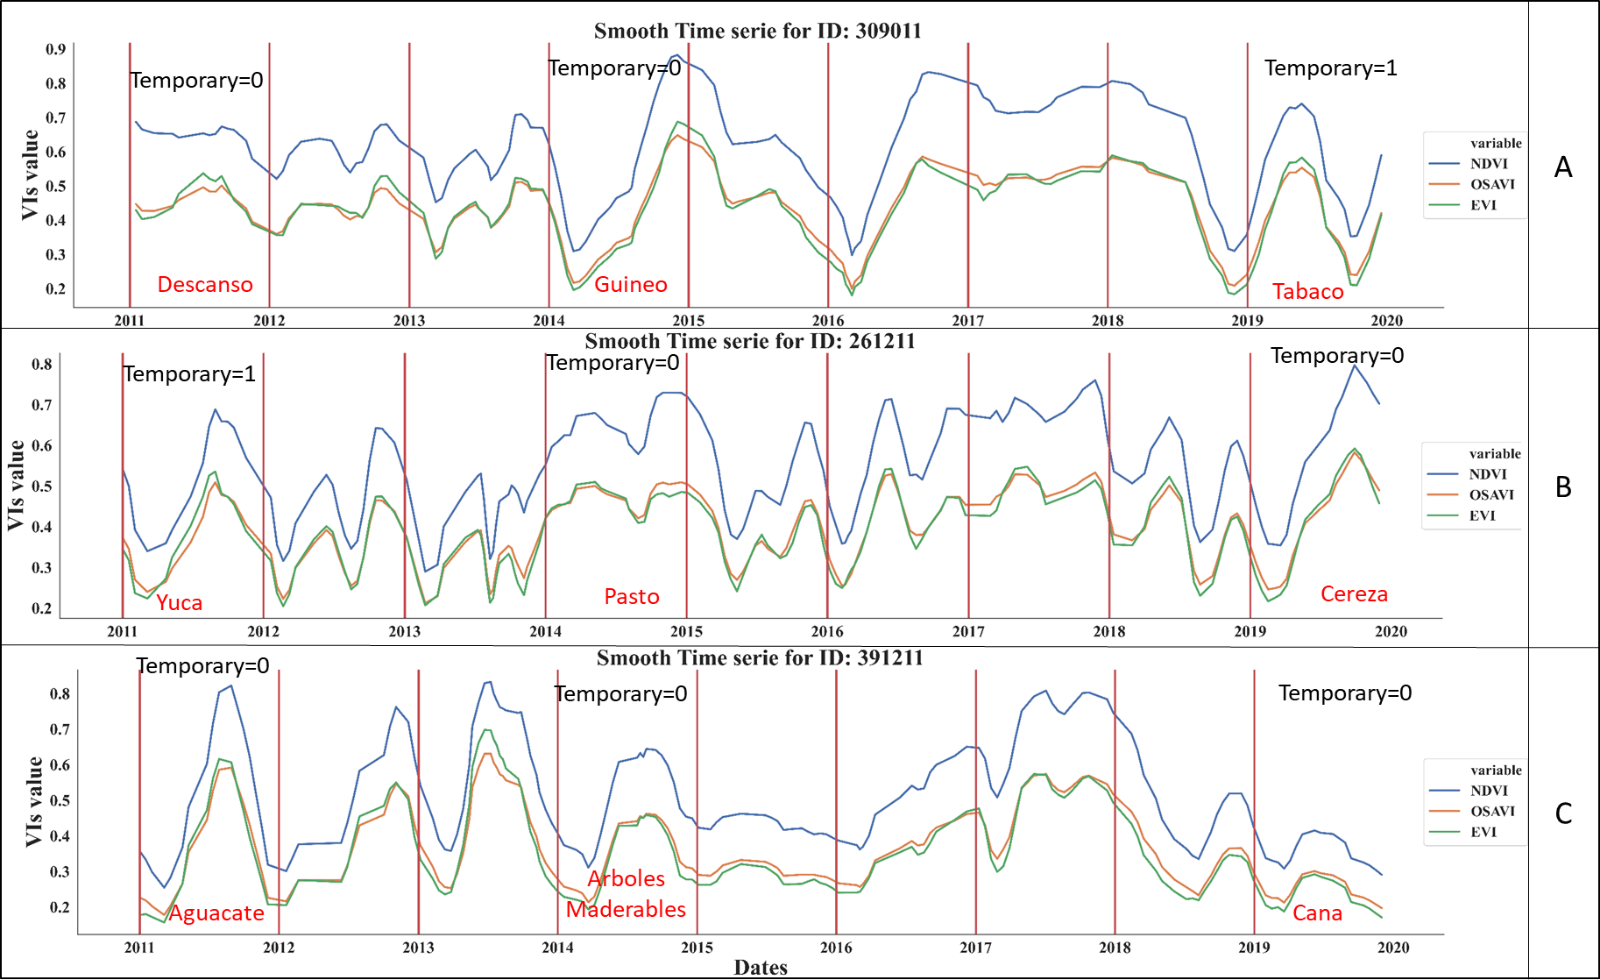 Smooth Time serie for ID: 309011
VIs value
0.9
0.8
0.7
0.6
0.5
0.4
0.3
0.2
Temporary=0
Temporary=0
Temporary=1
Descanso
Guineo
Tabaco
2011 2012 2013 2014 2015 2016 2017 2018 2019 2020
variable
NDVI
OSAVI
EVI
A
Smooth Time serie for ID: 261211
VIs value
0.8
0.7
0.6
0.5
0.4
0.3
0.2
Temporary=1
Temporary=0
Temporary=0
Yuca
Pasto
Cereza
2011 2012 2013 2014 2015 2016 2017 2018 2019 2020
variable
NDVI
OSAVI
EVI
B
Smooth Time serie for ID: 391211
VIs value
0.8
0.7
0.6
0.5
0.4
0.3
0.2
Temporary=0
Temporary=0
Temporary=0
Aguacate
Arboles
Maderables
Cana
2011 2012 2013 2014 2015 2016 2017 2018 2019 2020
Dates
variable
NDVI
OSAVI
EVI
C